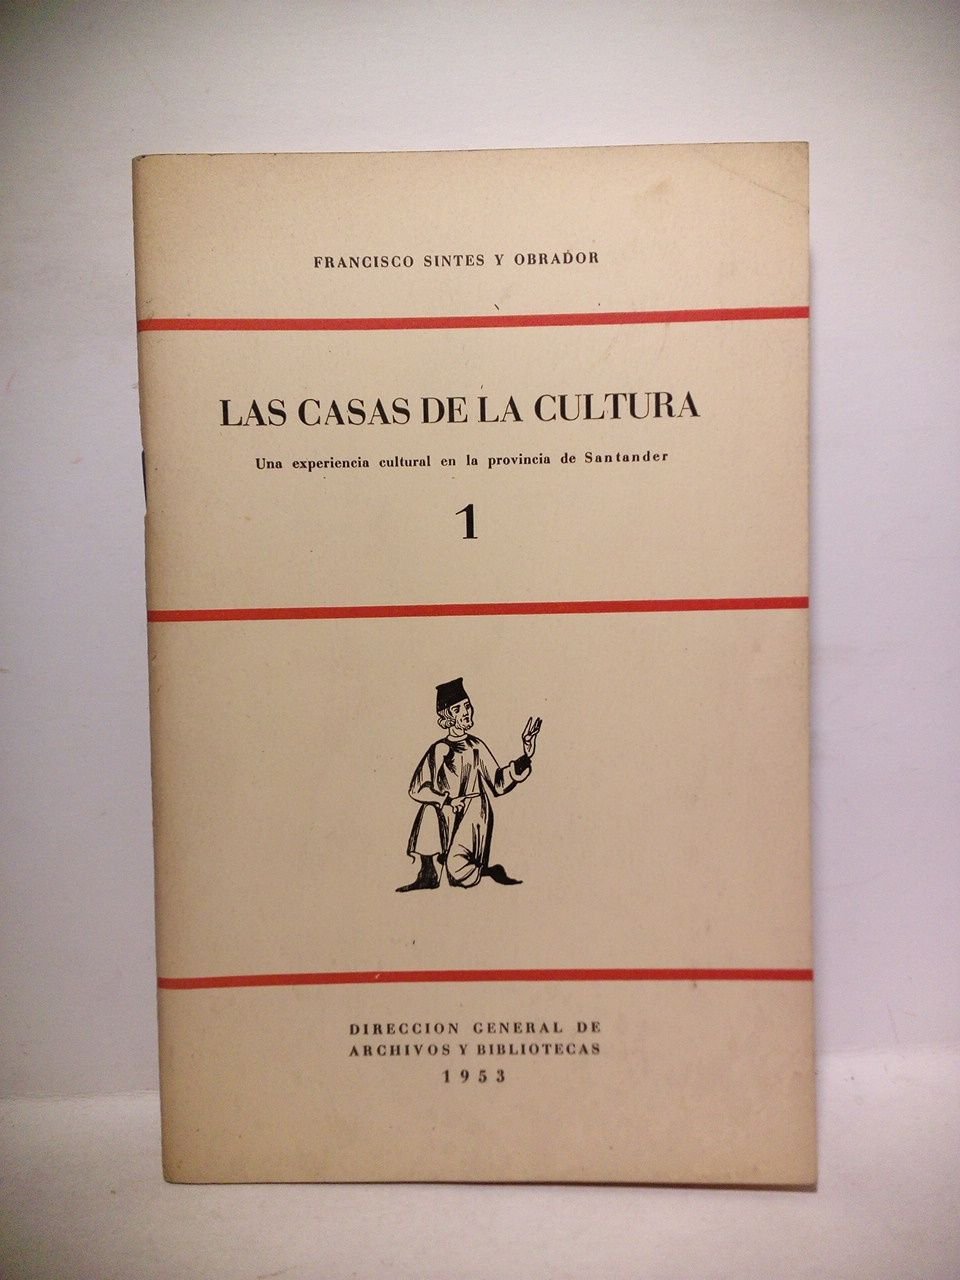 FRANCISCO SINTES Y OBRADOR
LAS CASAS DE LA CULTURA
Una experiencia cultural en la provincia de Santander
1
DIRECCION GENERAL DE
ARCHIVOS Y BIBLIOTECAS
1953